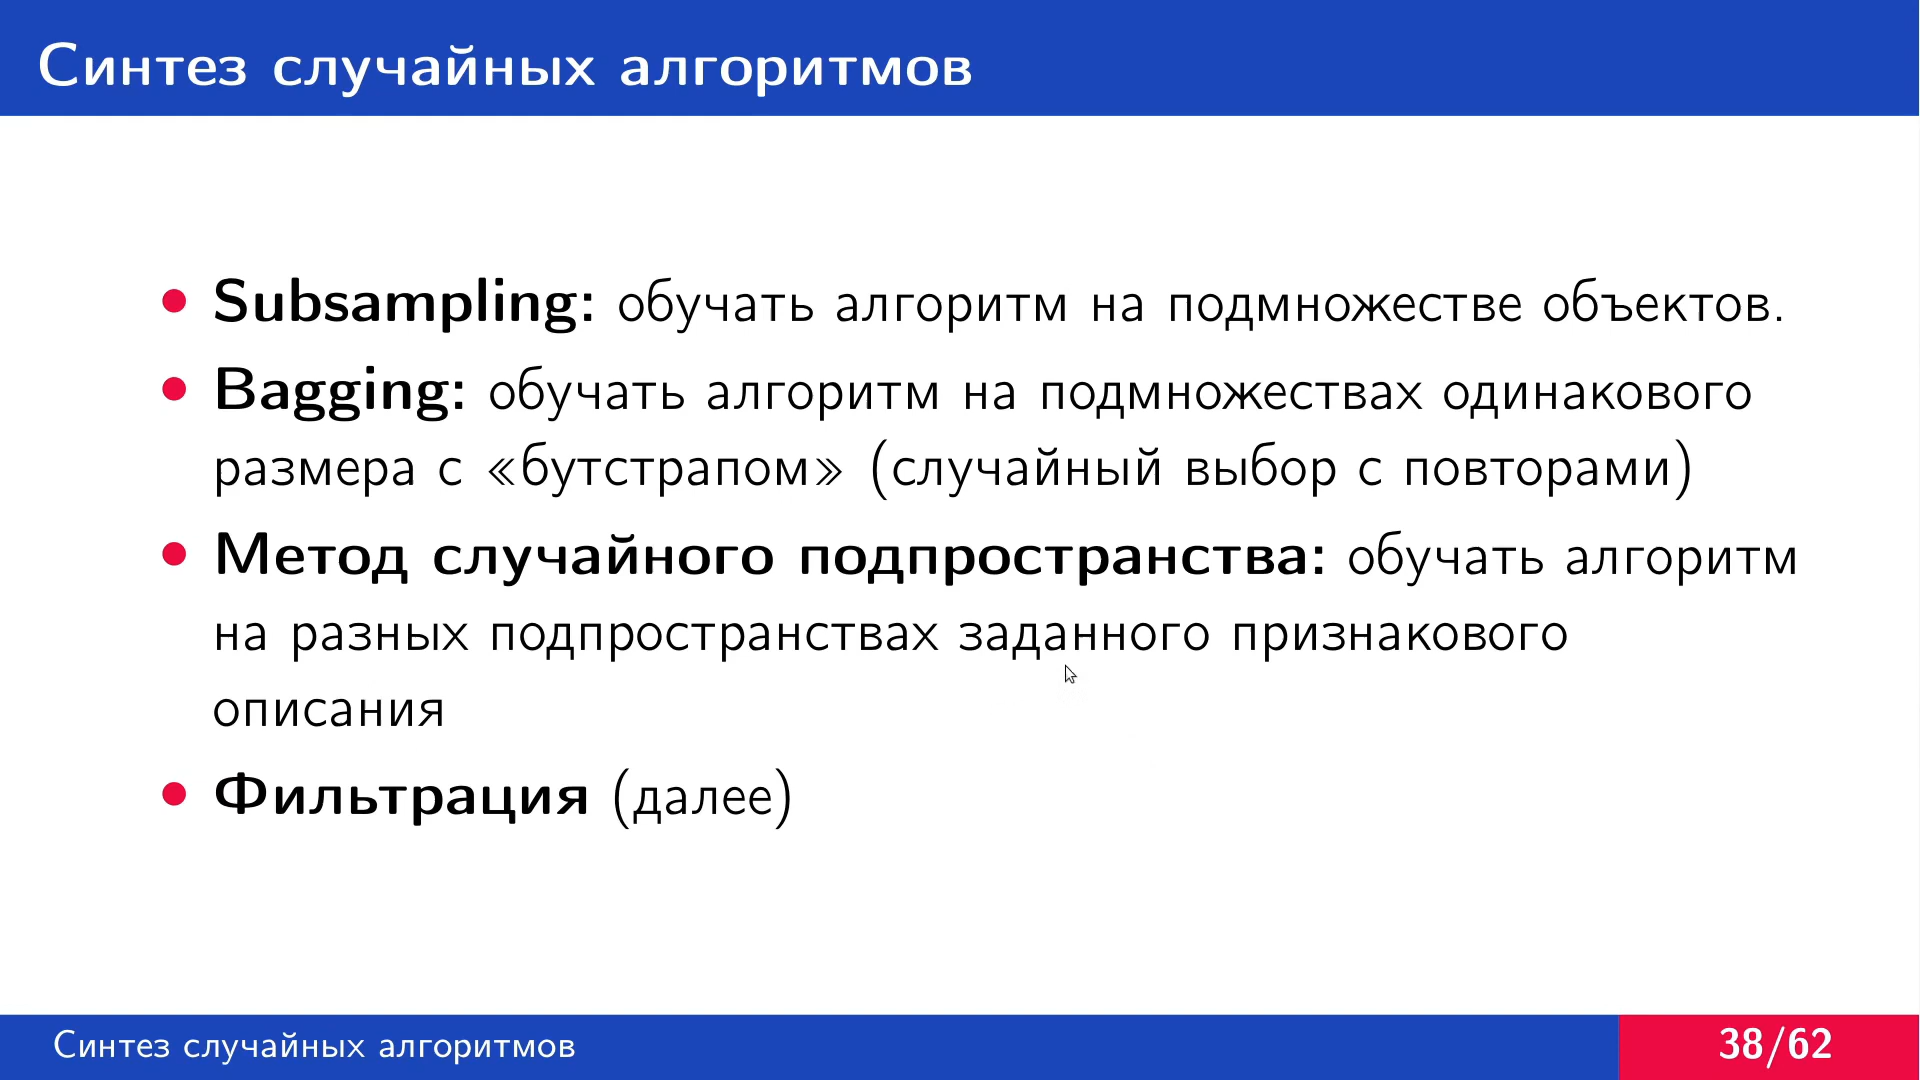 Синтез случайных алгоритмов
• Subsampling: обучать алгоритм на подмножестве объектов.
• Bagging: обучать алгоритм на подмножествах одинакового
размера с «бутстрапом» (случайный выбор с повторами)
• Метод случайного подпространства: обучать алгоритм
на разных подпространствах заданного признакового
описания
• Фильтрация (далее)
Синтез случайных алгоритмов
38/62